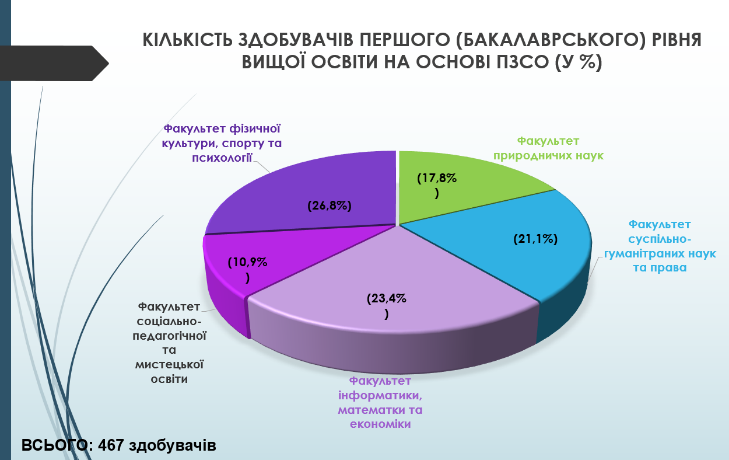 КІЛЬКІСТЬ ЗДОБУВАЧІВ ПЕРШОГО (БАКАЛАВРСЬКОГО) РІВНЯ
ВИЩОЇ ОСВІТИ НА ОСНОВІ ПЗСО (У %)
Факультет фізичної
культури, спорту та
психології
Факультет
природничих наук
(17,8%
)
(26,8%)
(21,1%)
Факультет
суспільно-
гуманітраних наук
та права
(10,9%
)
(23,4%
)
Факультет
соціально-
педагогічної
та
мистецької
освіти
Факультет
інформатики,
математки та
економіки
ВСЬОГО: 467 здобувачів